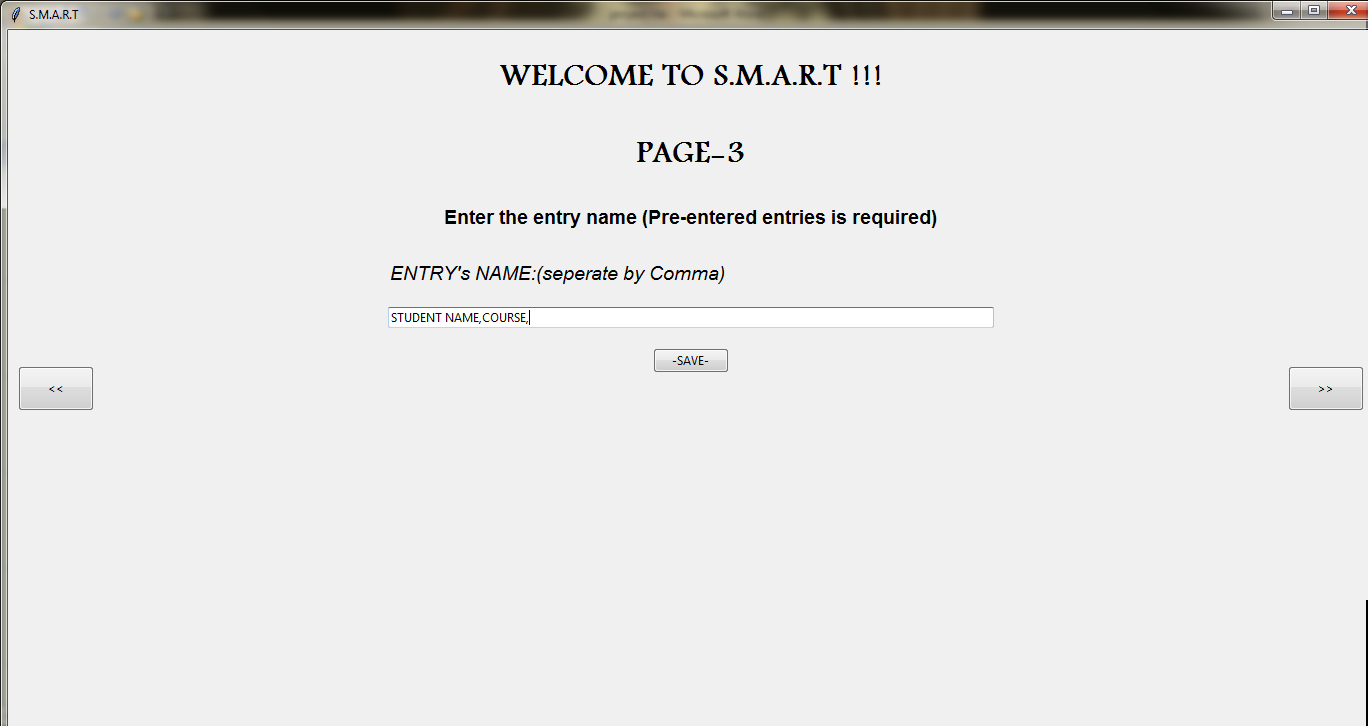 S.M.A.R.T
WELCOME TO S.M.A.R.T !!!
PAGE-3
Enter the entry name (Pre-entered entries is required)
ENTRY's NAME:(seperate by Comma)
STUDENT NAME,COURSE,
-SAVE-
<<
>>